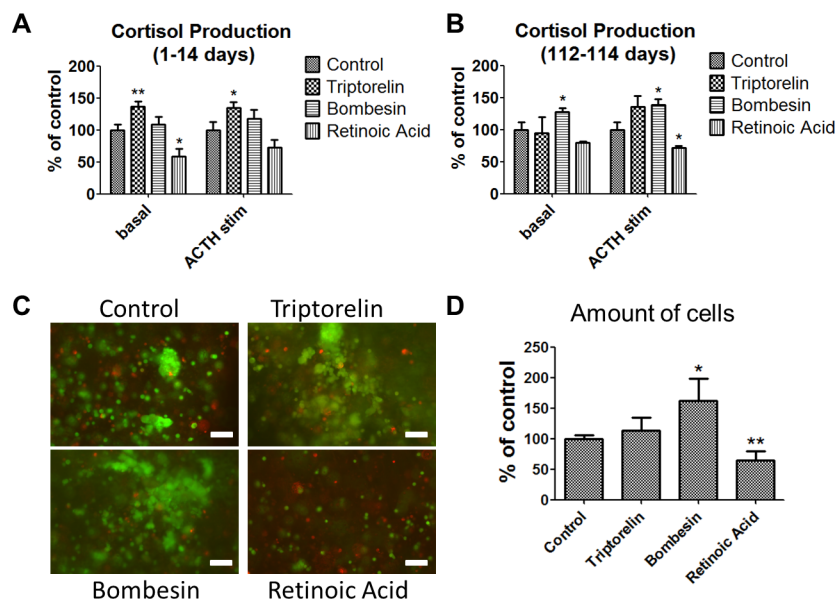 A
Cortisol Production
(1-14 days)
% of control
200
150
100
50
0
**
*
*
basal
ACTH stim
Control
Triptorelin
Bombesin
Retinoic Acid
B
Cortisol Production
(112-114 days)
% of control
200
150
100
50
0
*
*
*
basal
ACTH stim
Control
Triptorelin
Bombesin
Retinoic Acid
C
Control
Triptorelin
Bombesin
Retinoic Acid
D
Amount of cells
% of control
250
200
150
100
50
0
*
**
Control
Triptorelin
Bombesin
Retinoic Acid